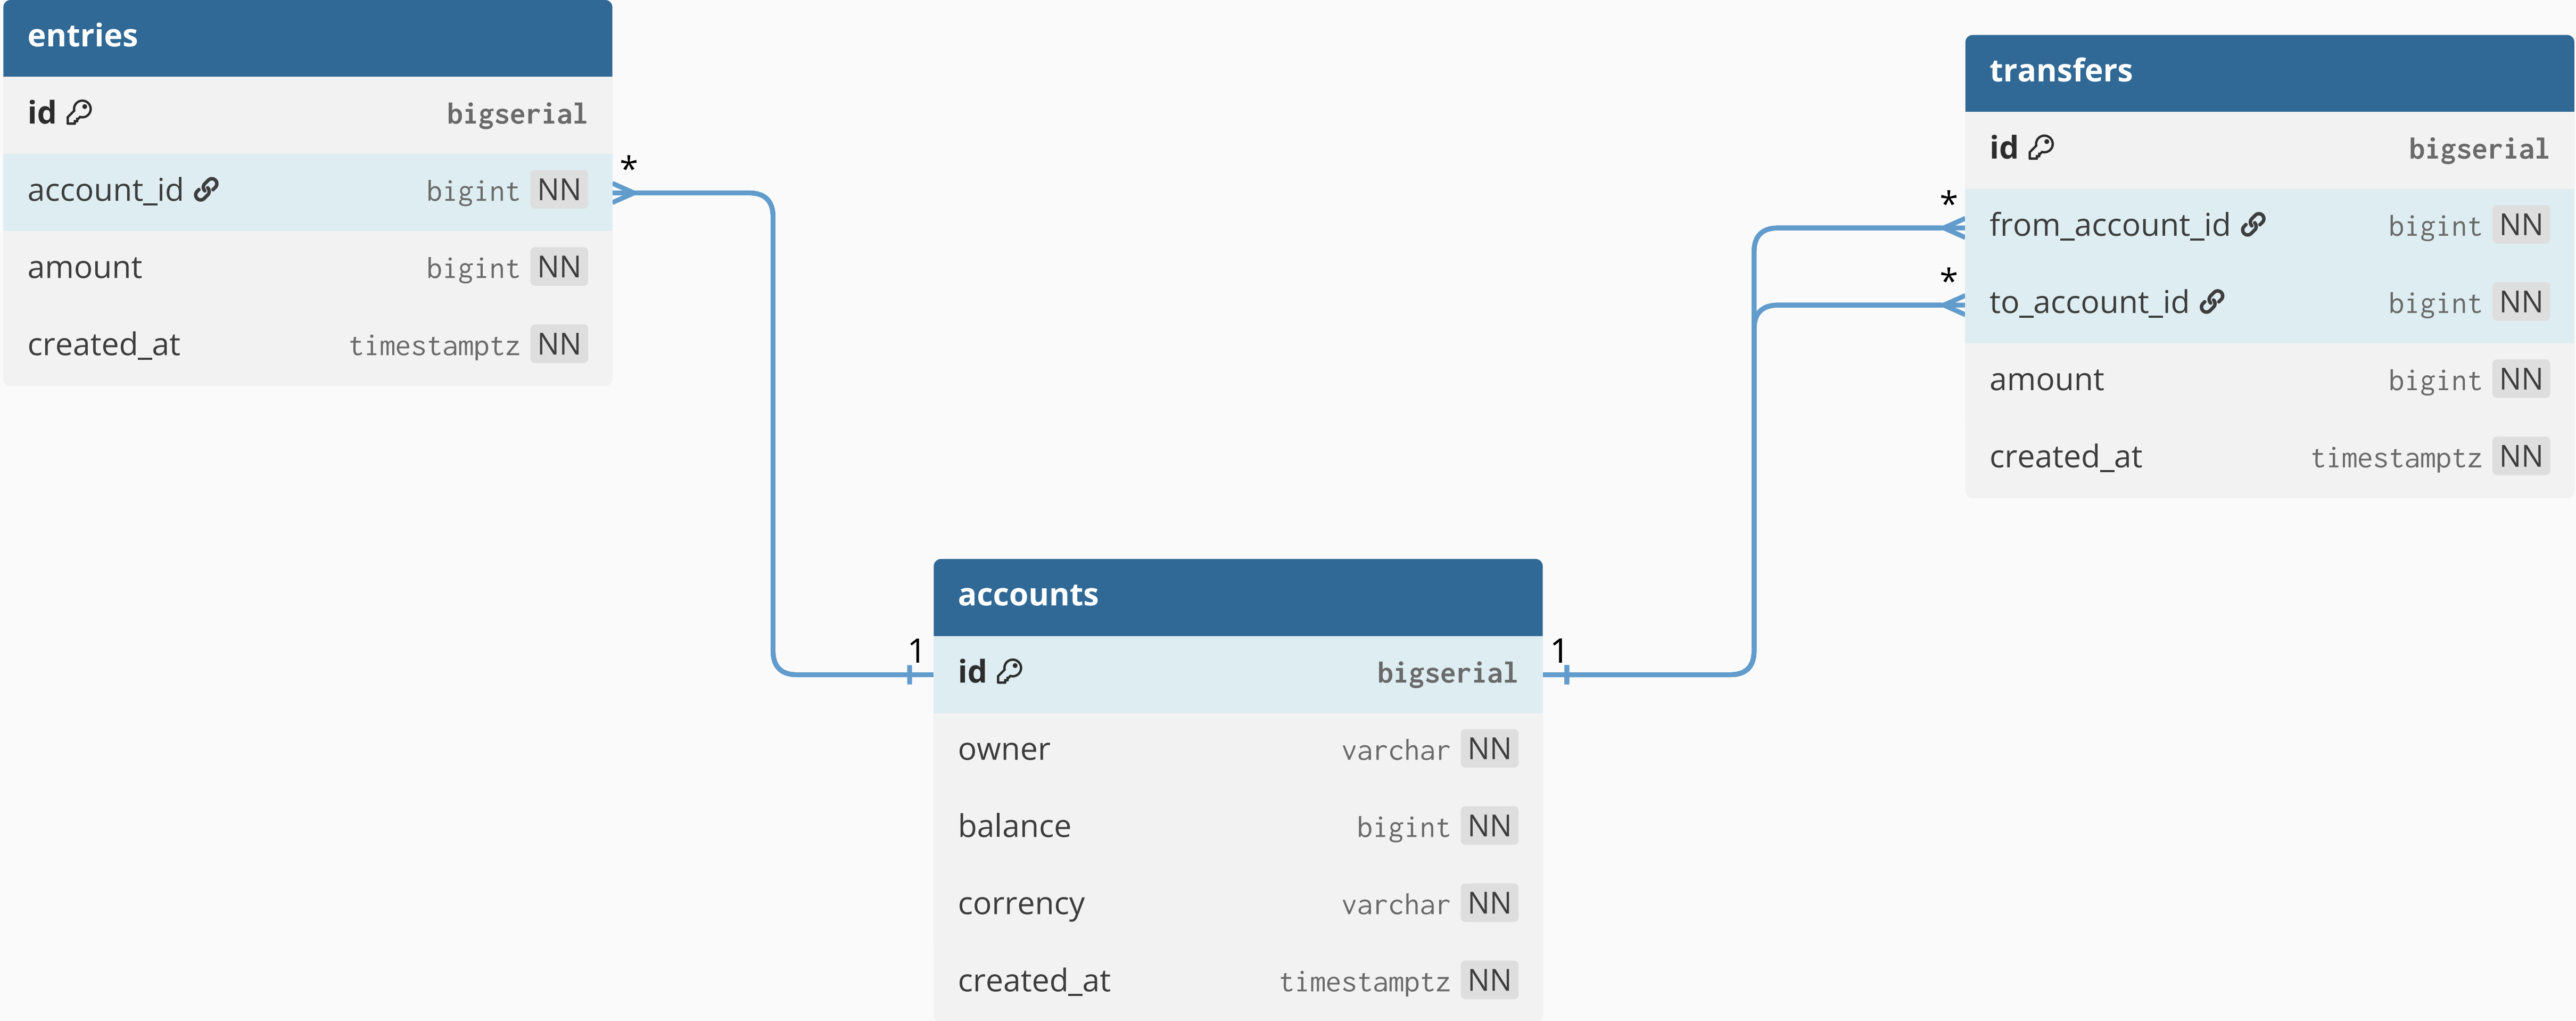 entries
id bigserial
account_id bigint NN
amount bigint NN
created_at timestamptz NN
*
transfers
id bigserial
from_account_id bigint NN
to_account_id bigint NN
amount bigint NN
created_at timestamptz NN
*
*
accounts
id bigserial
owner varchar NN
balance bigint NN
corrency varchar NN
created_at timestamptz NN
1
1